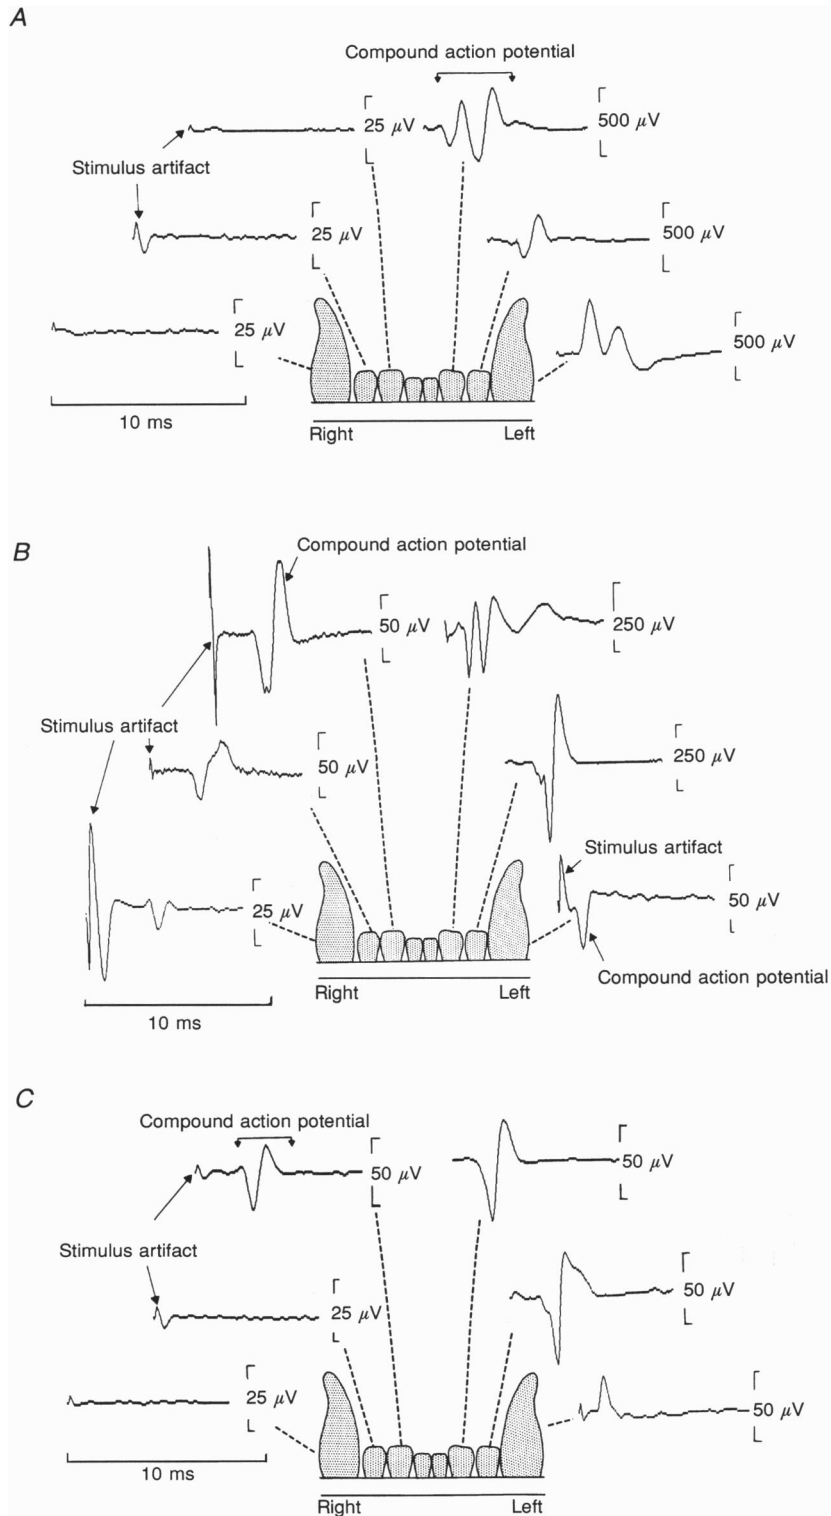 A
Compound action potential
25 μV
500 μV
Stimulus artifact
25 μV
500 μV
25 μV
500 μV
10 ms
Right
Left
B
Compound action potential
50 μV
250 μV
Stimulus artifact
50 μV
250 μV
Stimulus artifact
25 μV
50 μV
Compound action potential
Right
Left
10 ms
C
Compound action potential
50 μV
50 μV
Stimulus artifact
25 μV
50 μV
25 μV
50 μV
10 ms
Right
Left